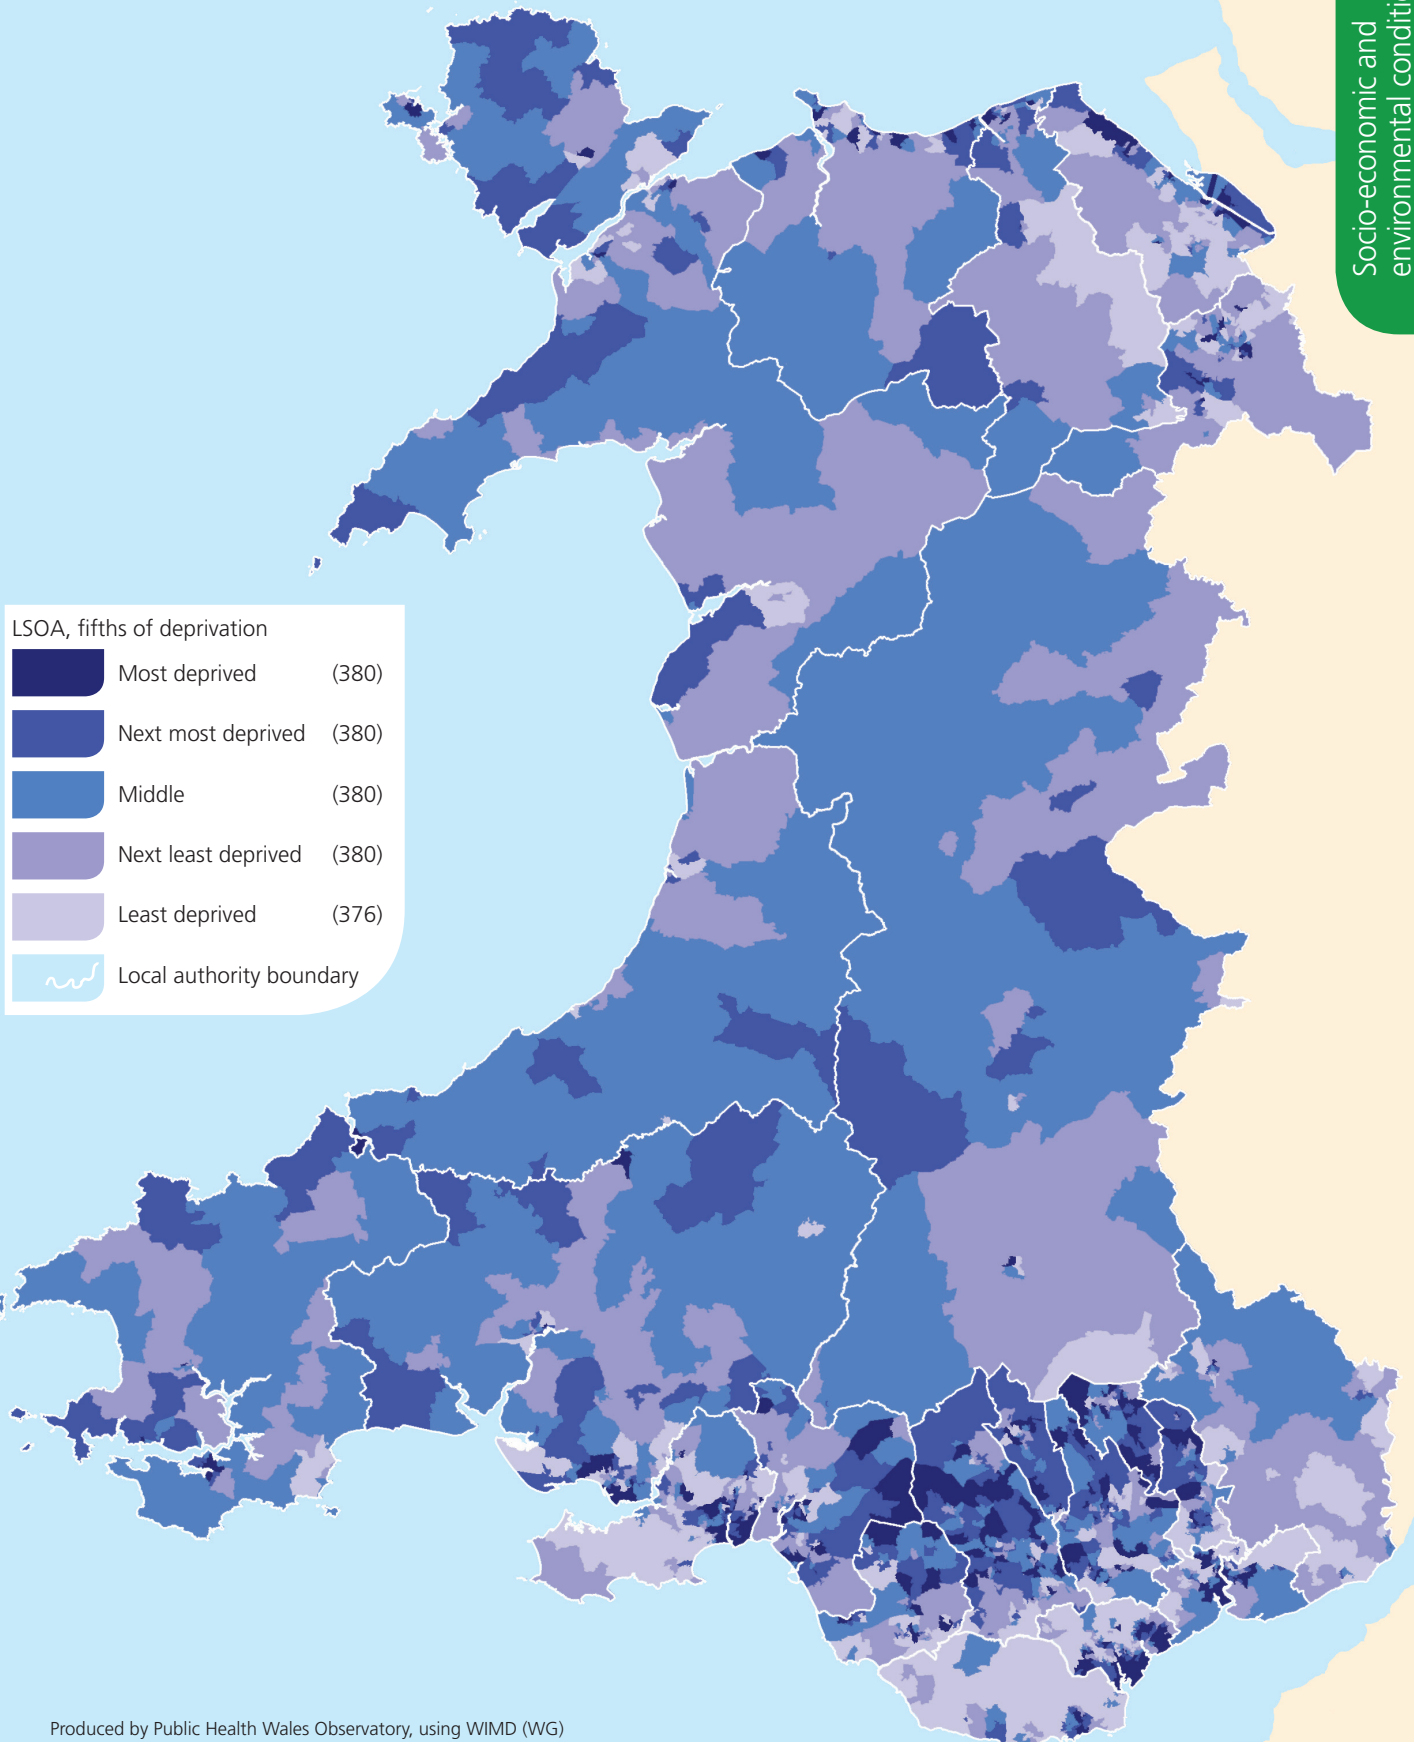 Socio-economic and
environmental
LSOA, fifths of deprivation
Most deprived (380)
Next most deprived (380)
Middle (380)
Next least deprived (380)
Least deprived (376)
Local authority boundary
Produced by Public Health Wales Observatory, using WIMD (WG)